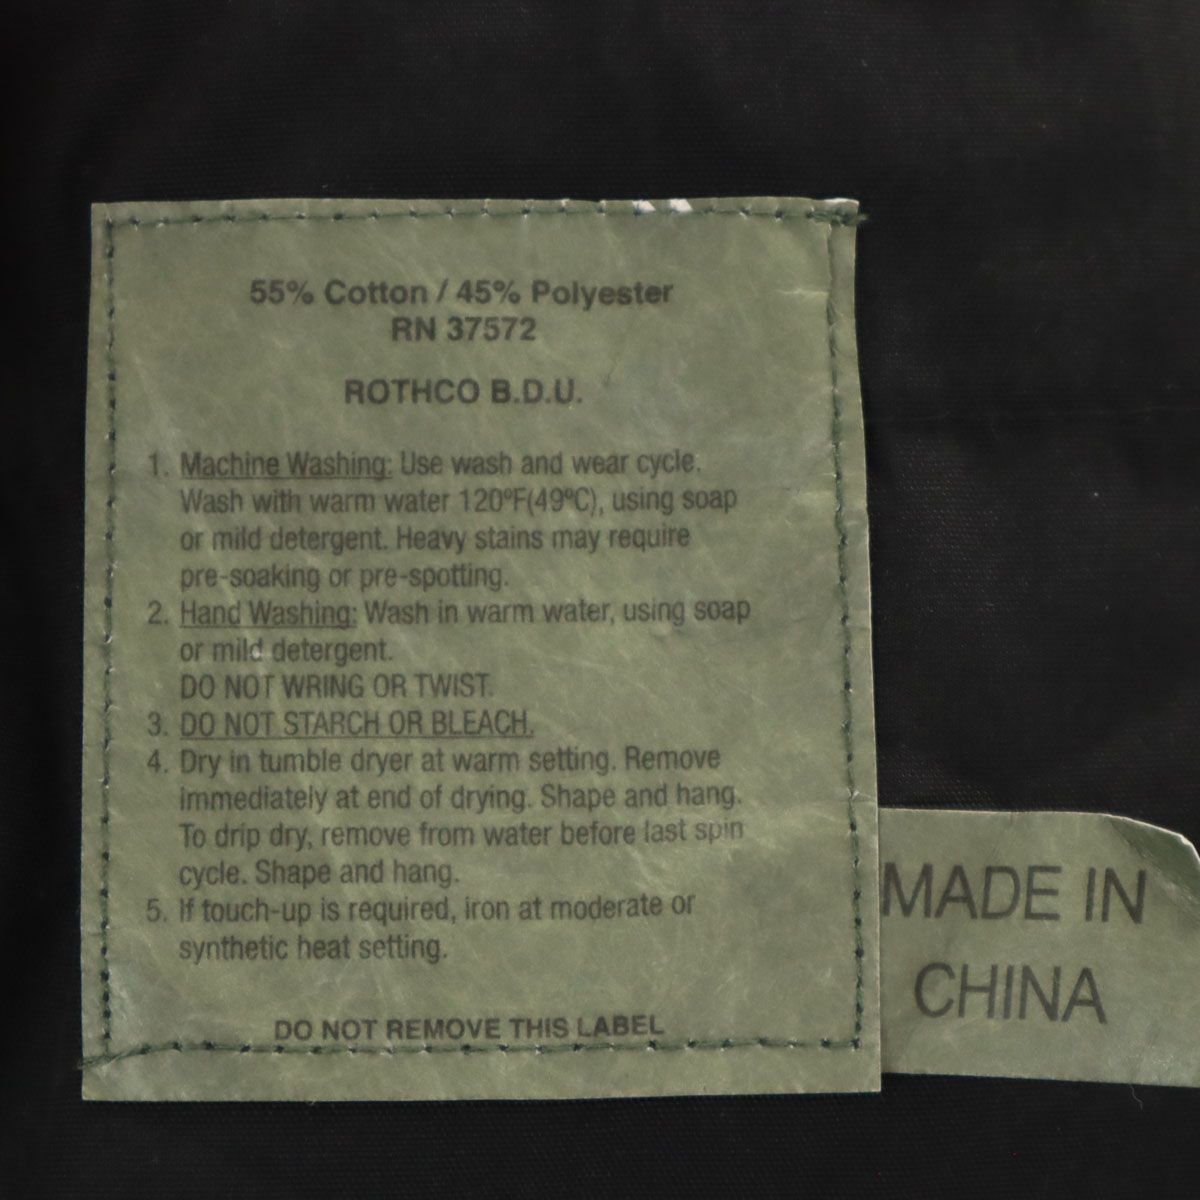 55% Cotton / 45% Polyester
RN 37572
ROTHCO B.D.U.
1. Machine Washing: Use wash and wear cycle.
Wash with warm water 120ºF(49ºC), using soap
or mild detergent. Heavy stains may require
pre-soaking or pre-spotting.
2. Hand Washing: Wash in warm water, using soap
or mild detergent.
DO NOT WRING OR TWIST.
3. DO NOT STARCH OR BLEACH.
4. Dry in tumble dryer at warm setting. Remove
immediately at end of drying. Shape and hang.
To drip dry, remove from water before last spin
cycle. Shape and hang.
5. If touch-up is required, iron at moderate or
synthetic heat setting.
DO NOT REMOVE THIS LABEL
MADE IN
CHINA